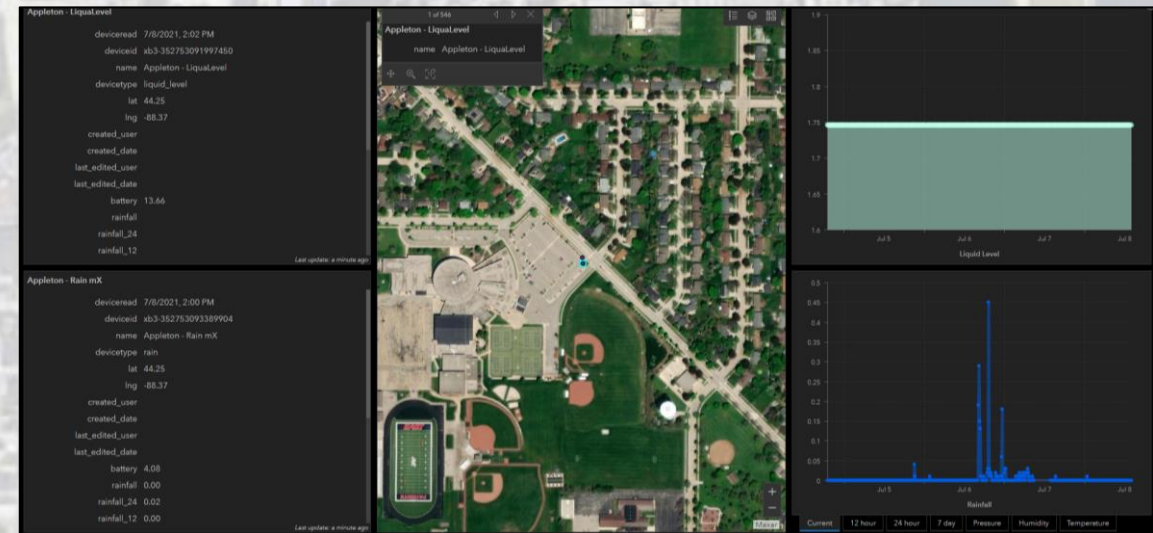 Appleton - LiquaLevel
deviceread 7/8/2021, 2:02 PM
deviceid xb3-352753091997450
name Appleton - LiquaLevel
devicetype liquid_level
lat 44.25
lng -88.37
created_user
created_date
last_edited_user
last_edited_date
battery 13.66
rainfall
rainfall_24
rainfall_12
Last update: a minute ago
Appleton - Rain mX
deviceread 7/8/2021, 2:00 PM
deviceid xb3-352753093389904
name Appleton - Rain mX
devicetype rain
lat 44.25
lng -88.37
created_user
created_date
last_edited_user
last_edited_date
battery 4.08
rainfall 0.00
rainfall_24 0.02
rainfall_12 0.00
Last update: a minute ago
1 of 546
Appleton - LiquaLevel
name Appleton - LiquaLevel
Maxar
1.9
1.85
1.8
1.75
1.7
1.65
1.6
Jul 5 Jul 6 Jul 7 Jul 8
Liquid Level
0.5
0.45
0.4
0.35
0.3
0.25
0.2
0.15
0.1
0.05
0
Jul 5 Jul 6 Jul 7 Jul 8
Rainfall
Current 12 hour 24 hour 7 day Pressure Humidity Temperature